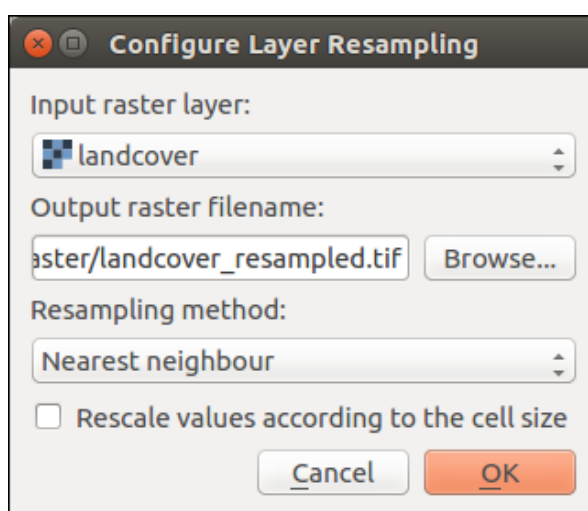 Configure Layer Resampling
Input raster layer:
landcover
Output raster filename:
aster/landcover_resampled.tif Browse...
Resampling method:
Nearest neighbour
Rescale values according to the cell size
Cancel OK